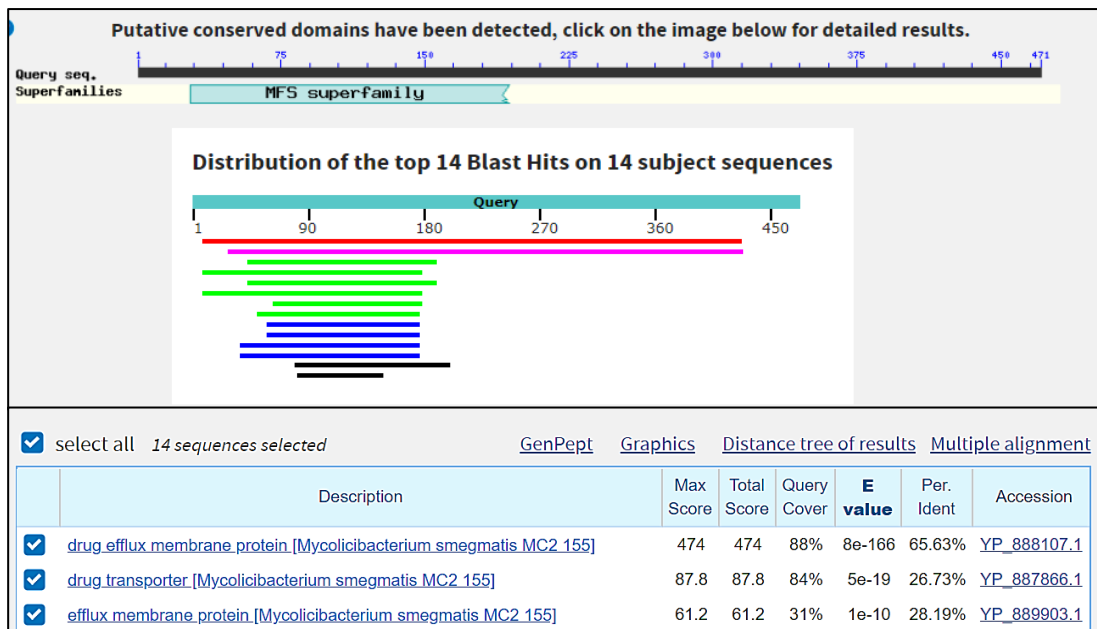 Putative conserved domains have been detected, click on the image below for detailed results.
1 75 150 225 300 375 450 471
Query seq.
Superfamilies MFS superfamily
Distribution of the top 14 Blast Hits on 14 subject sequences
Query
1 90 180 270 360 450
select all 14 sequences selected GenPept Graphics Distance tree of results Multiple alignment
Description Max Score Total Score Query Cover E value Per. Ident Accession
drug efflux membrane protein [Mycolicibacterium smegmatis MC2 155] 474 474 88% 8e-166 65.63% YP_888107.1
drug transporter [Mycolicibacterium smegmatis MC2 155] 87.8 87.8 84% 5e-19 26.73% YP_887866.1
efflux membrane protein [Mycolicibacterium smegmatis MC2 155] 61.2 61.2 31% 1e-10 28.19% YP_889903.1